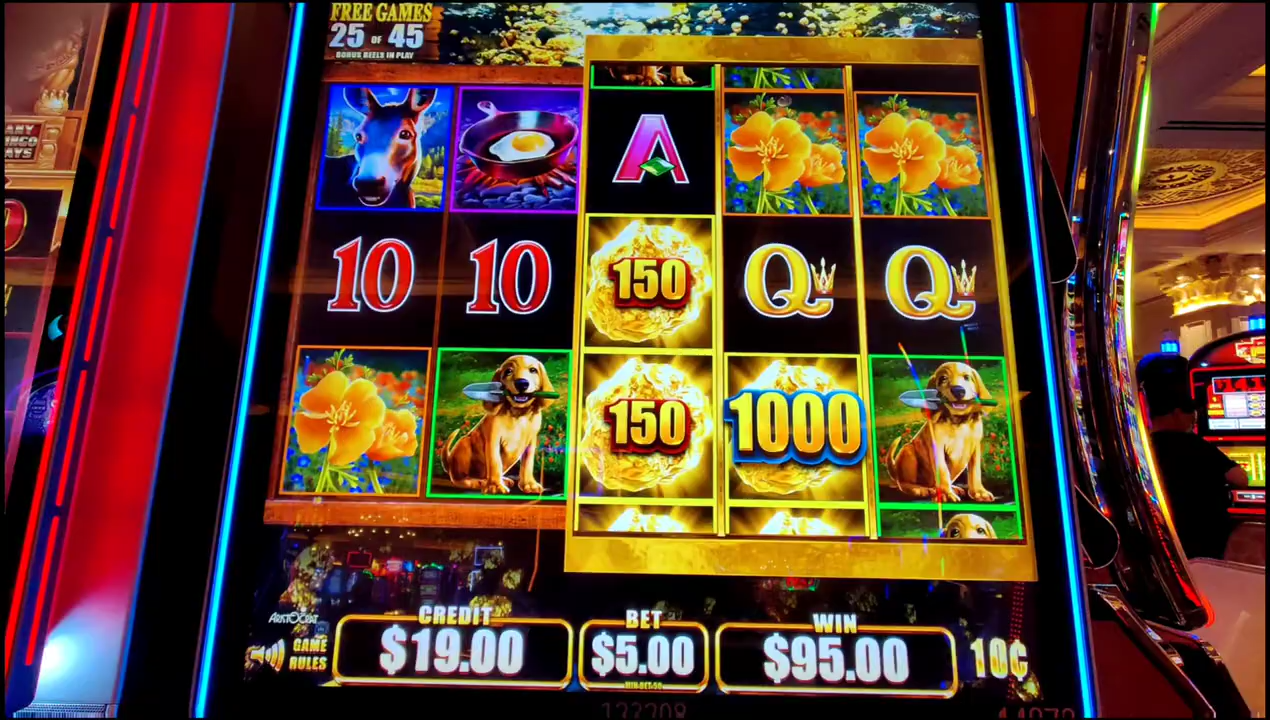 FREE GAMES
25 OF 45
BONUS REELS IN PLAY
A
150
10
10
Q
Q
150
1000
ARISTOCRAT
GAME
RULES
CREDIT
$19.00
BET
$5.00
WIN
$95.00
10¢